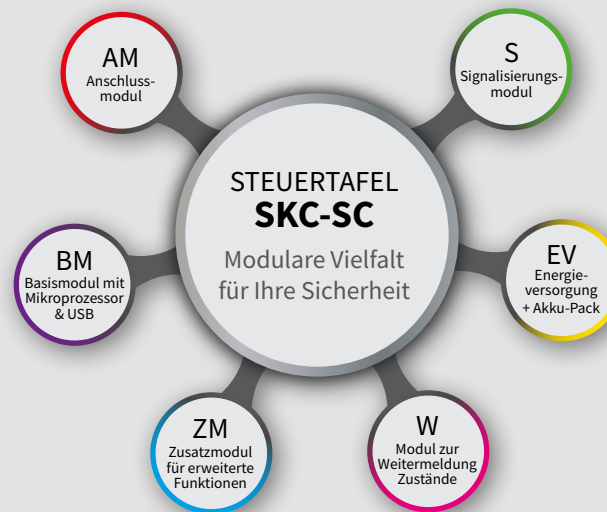 AM
Anschluss-
modul
S
Signalisierungs-
modul
STEUERTAFEL
SKC-SC
Modulare Vielfalt
für Ihre Sicherheit
BM
Basismodul mit
Mikroprozessor
& USB
EV
Energie-
versorgung
+ Akku-Pack
ZM
Zusatzmodul
für erweiterte
Funktionen
W
Modul zur
Weitermeldung
Zustände